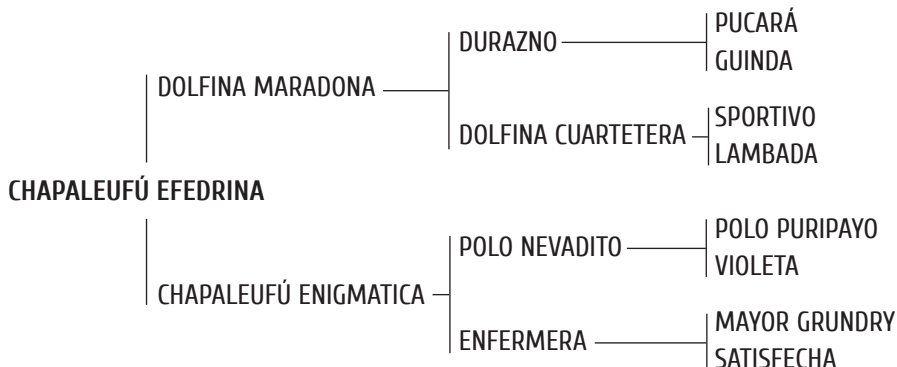 PUCARÁ
DURAZNO
GUINDA
DOLFINA MARADONA
SPORTIVO
DOLFINA CUARTETERA
LAMBADA
CHAPALEUFÚ EFEDRINA
POLO PURIPAYO
POLO NEVADITO
VIOLETA
CHAPALEUFÚ ENIGMATICA
MAYOR GRUNDRY
ENFERMERA
SATISFECHA